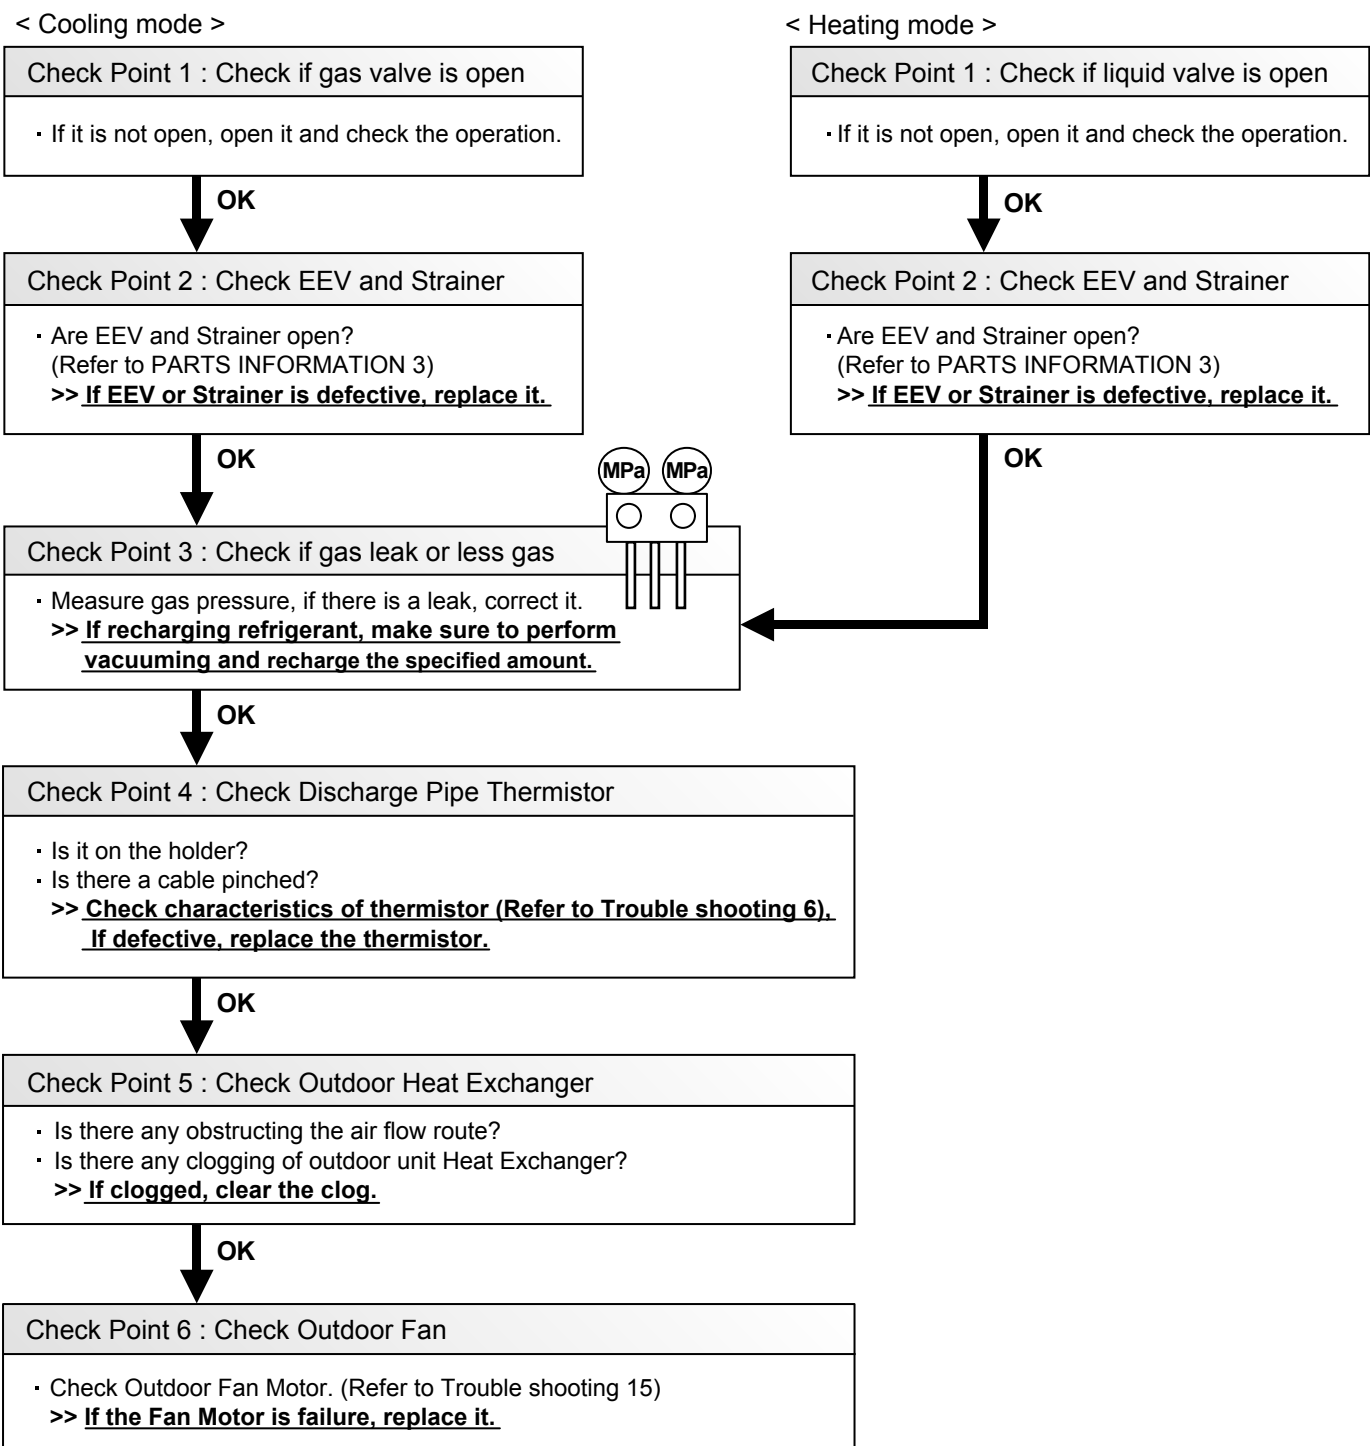 < Cooling mode >
Check Point 1 : Check if gas valve is open
· If it is not open, open it and check the operation.
OK
Check Point 2 : Check EEV and Strainer
· Are EEV and Strainer open?
(Refer to PARTS INFORMATION 3)
>> If EEV or Strainer is defective, replace it.
OK
< Heating mode >
Check Point 1 : Check if liquid valve is open
· If it is not open, open it and check the operation.
OK
Check Point 2 : Check EEV and Strainer
· Are EEV and Strainer open?
(Refer to PARTS INFORMATION 3)
>> If EEV or Strainer is defective, replace it.
OK
MPa MPa
Check Point 3 : Check if gas leak or less gas
· Measure gas pressure, if there is a leak, correct it.
>> If recharging refrigerant, make sure to perform
vacuuming and recharge the specified amount.
OK
Check Point 4 : Check Discharge Pipe Thermistor
· Is it on the holder?
· Is there a cable pinched?
>> Check characteristics of thermistor (Refer to Trouble shooting 6),
If defective, replace the thermistor.
OK
Check Point 5 : Check Outdoor Heat Exchanger
· Is there any obstructing the air flow route?
· Is there any clogging of outdoor unit Heat Exchanger?
>> If clogged, clear the clog.
OK
Check Point 6 : Check Outdoor Fan
· Check Outdoor Fan Motor. (Refer to Trouble shooting 15)
>> If the Fan Motor is failure, replace it.